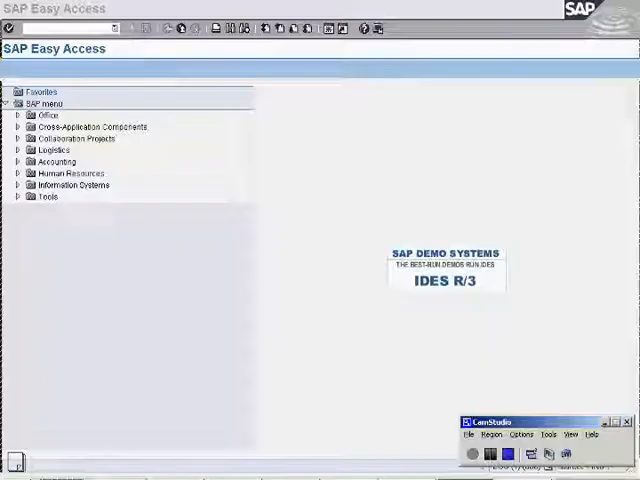 SAP Easy Access
SAP
SAP Easy Access
Favorites
SAP menu
Office
Cross-Application Components
Collaboration Projects
Logistics
Accounting
Human Resources
Information Systems
Tools
SAP DEMO SYSTEMS
THE BEST-RUN DEMOS RUN IDES
IDES R/3
CamStudio
File Region Options Tools View Help